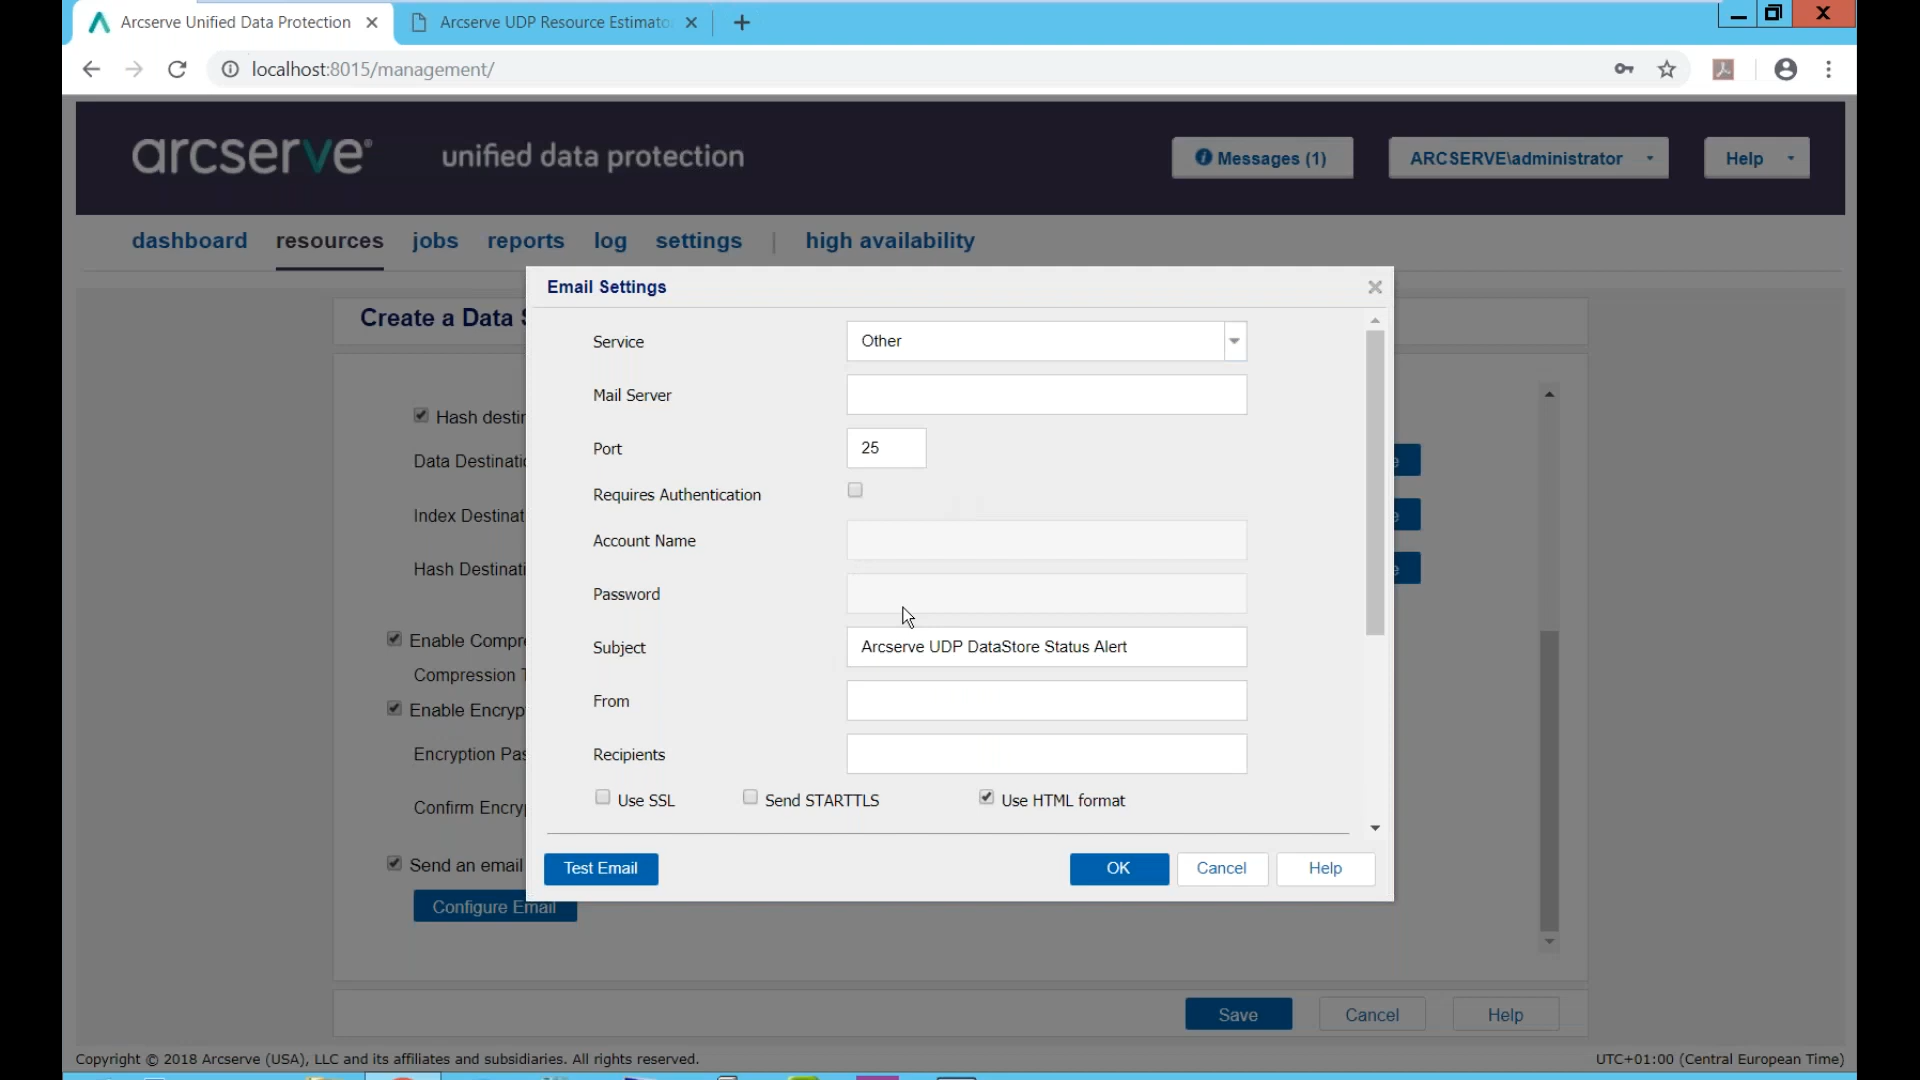 Arcserve Unified Data Protection
Arcserve UDP Resource Estimato
localhost:8015/management/
arcserve® unified data protection
Messages (1)
ARCSERVE\administrator
Help
dashboard resources jobs reports log settings | high availability
Create a Data S
Email Settings
Service Other
Mail Server
Port 25
Requires Authentication
Account Name
Password
Subject Arcserve UDP DataStore Status Alert
From
Recipients
Use SSL Send STARTTLS Use HTML format
Test Email OK Cancel Help
Hash destin
Data Destinatio
Index Destinat
Hash Destinati
Enable Compre
Compression T
Enable Encryp
Encryption Pas
Confirm Encry
Send an email
Configure Email
Save Cancel Help
Copyright © 2018 Arcserve (USA), LLC and its affiliates and subsidiaries. All rights reserved.
UTC+01:00 (Central European Time)